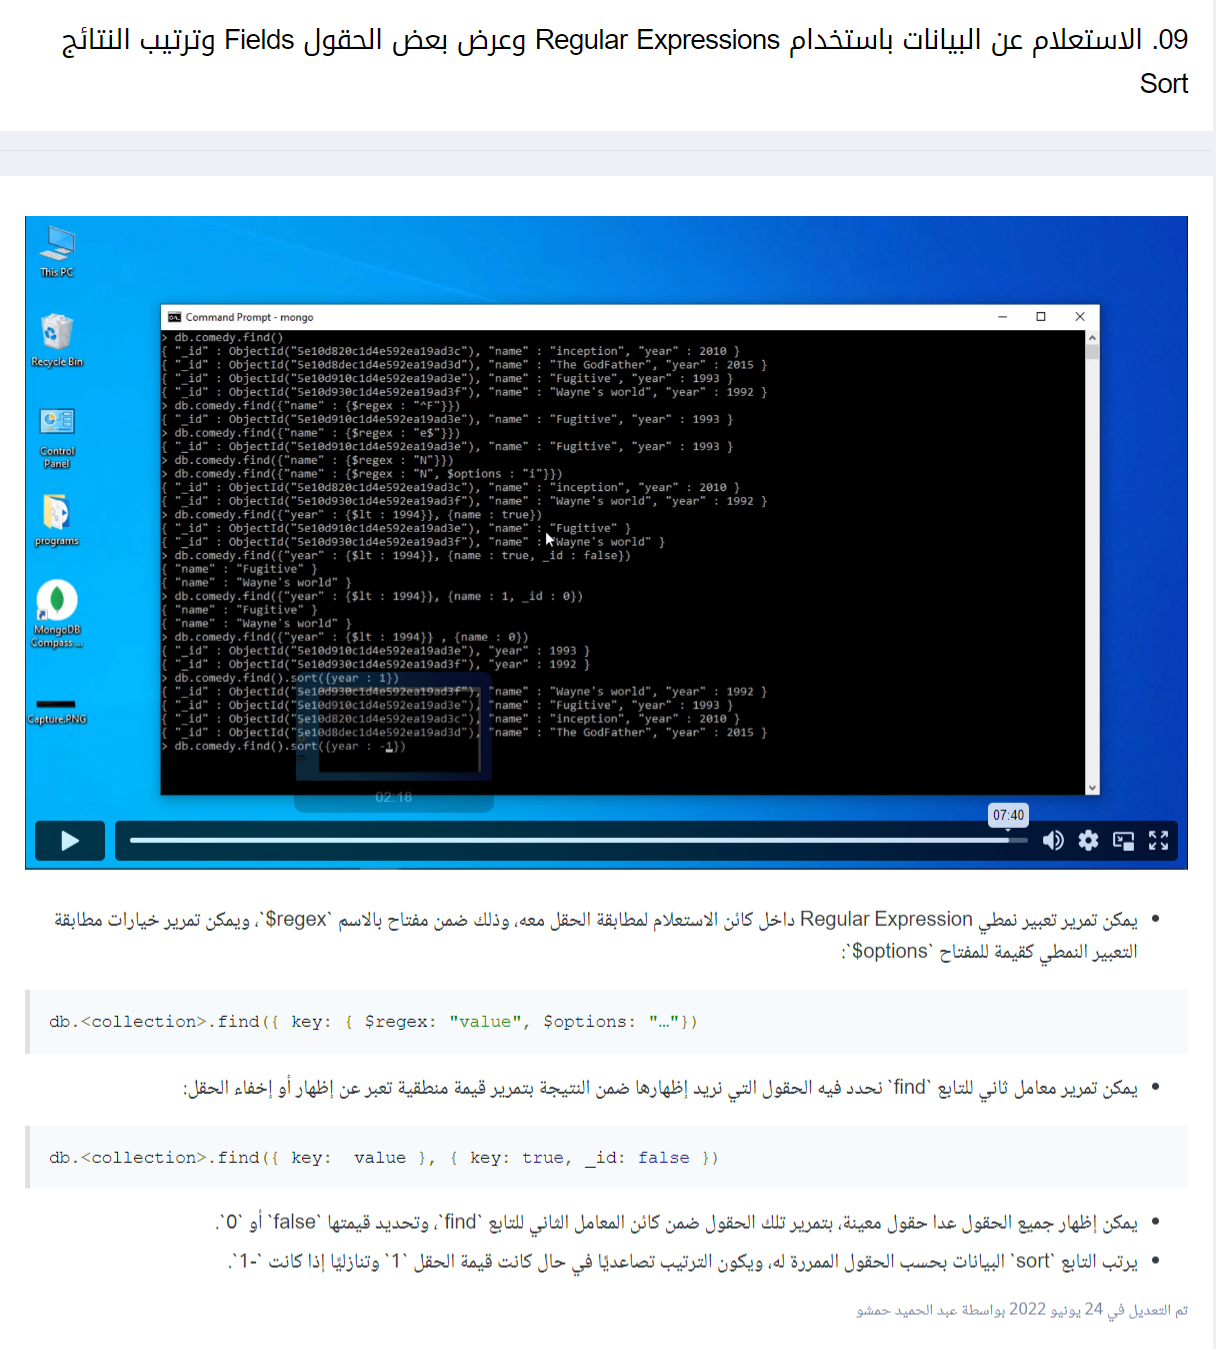 09. الاستعلام عن البيانات باستخدام Regular Expressions وعرض بعض الحقول Fields وترتيب النتائج
Sort
This PC
Recycle Bin
Control
Panel
programs
MongoDB
Compass ...
Capture.PNG
Command Prompt - mongo
> db.comedy.find()
{ "_id" : ObjectId("5e10d820c1d4e592ea19ad3c"), "name" : "inception", "year" : 2010 }
{ "_id" : ObjectId("5e10d8dec1d4e592ea19ad3d"), "name" : "The GodFather", "year" : 2015 }
{ "_id" : ObjectId("5e10d910c1d4e592ea19ad3e"), "name" : "Fugitive", "year" : 1993 }
{ "_id" : ObjectId("5e10d930c1d4e592ea19ad3f"), "name" : "Wayne's world", "year" : 1992 }
> db.comedy.find({"name" : {$regex : "^F"}})
{ "_id" : ObjectId("5e10d910c1d4e592ea19ad3e"), "name" : "Fugitive", "year" : 1993 }
> db.comedy.find({"name" : {$regex : "e$"}})
{ "_id" : ObjectId("5e10d910c1d4e592ea19ad3e"), "name" : "Fugitive", "year" : 1993 }
> db.comedy.find({"name" : {$regex : "N"}})
> db.comedy.find({"name" : {$regex : "N", $options : "i"}})
{ "_id" : ObjectId("5e10d820c1d4e592ea19ad3c"), "name" : "inception", "year" : 2010 }
{ "_id" : ObjectId("5e10d930c1d4e592ea19ad3f"), "name" : "Wayne's world", "year" : 1992 }
> db.comedy.find({"year" : {$lt : 1994}}, {name : true})
{ "_id" : ObjectId("5e10d910c1d4e592ea19ad3e"), "name" : "Fugitive" }
{ "_id" : ObjectId("5e10d930c1d4e592ea19ad3f"), "name" : "Wayne's world" }
> db.comedy.find({"year" : {$lt : 1994}}, {name : true, _id : false})
{ "name" : "Fugitive" }
{ "name" : "Wayne's world" }
> db.comedy.find({"year" : {$lt : 1994}}, {name : 1, _id : 0})
{ "name" : "Fugitive" }
{ "name" : "Wayne's world" }
> db.comedy.find({"year" : {$lt : 1994}} , {name : 0})
{ "_id" : ObjectId("5e10d910c1d4e592ea19ad3e"), "year" : 1993 }
{ "_id" : ObjectId("5e10d930c1d4e592ea19ad3f"), "year" : 1992 }
> db.comedy.find().sort({year : 1})
{ "_id" : ObjectId("5e10d930c1d4e592ea19ad3f"), "name" : "Wayne's world", "year" : 1992 }
{ "_id" : ObjectId("5e10d910c1d4e592ea19ad3e"), "name" : "Fugitive", "year" : 1993 }
{ "_id" : ObjectId("5e10d820c1d4e592ea19ad3c"), "name" : "inception", "year" : 2010 }
{ "_id" : ObjectId("5e10d8dec1d4e592ea19ad3d"), "name" : "The GodFather", "year" : 2015 }
> db.comedy.find().sort({year : -1})
02:18
07:40
يمكن تمرير تعبير نمطي Regular Expression داخل كائن الاستعلام لمطابقة الحقل معه، وذلك ضمن مفتاح بالاسم `$regex`، ويمكن تمرير خيارات مطابقة
التعبير النمطي كقيمة للمفتاح `$options`:
db.<collection>.find({ key: { $regex: "value", $options: "…"})
يمكن تمرير معامل ثاني للتابع `find` نحدد فيه الحقول التي نريد إظهارها ضمن النتيجة بتمرير قيمة منطقية تعبر عن إظهار أو إخفاء الحقل:
db.<collection>.find({ key:  value }, { key: true, _id: false })
يمكن إظهار جميع الحقول عدا حقول معينة، بتمرير تلك الحقول ضمن كائن المعامل الثاني للتابع `find`، وتحديد قيمتها `false` أو `0`.
يرتب التابع `sort` البيانات بحسب الحقول الممررة له، ويكون الترتيب تصاعديًا في حال كانت قيمة الحقل `1` وتنازليًا إذا كانت `-1`.
تم التعديل في 24 يونيو 2022 بواسطة عبد الحميد حمشو